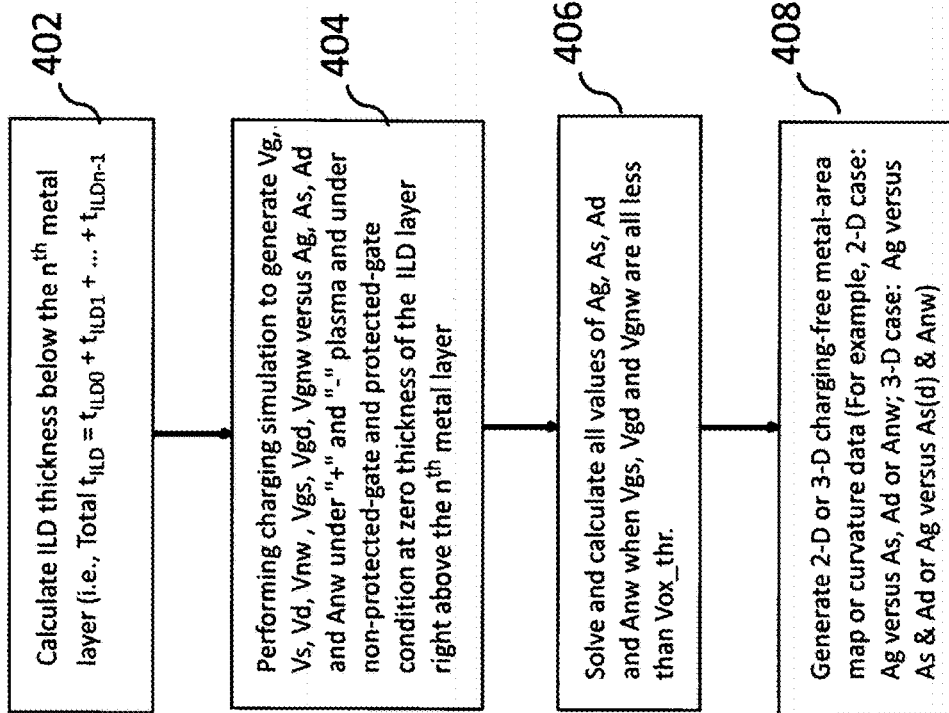 402
Calculate ILD thickness below the nth metal
layer (i.e., Total tILD = tILD0 + tILD1 + ... + tILDn-1
404
Performing charging simulation to generate Vg,
Vs, Vd, Vnw , Vgs, Vgd, Vgnw versus Ag, As, Ad
and Anw under "+" and "-" plasma and under
non-protected-gate and protected-gate
condition at zero thickness of the ILD layer
right above the nth metal layer
406
Solve and calculate all values of Ag, As, Ad
and Anw when Vgs, Vgd and Vgnw are all less
than Vox_thr.
408
Generate 2-D or 3-D charging-free metal-area
map or curvature data (For example, 2-D case:
Ag versus As, Ad or Anw; 3-D case: Ag versus
As & Ad or Ag versus As(d) & Anw)